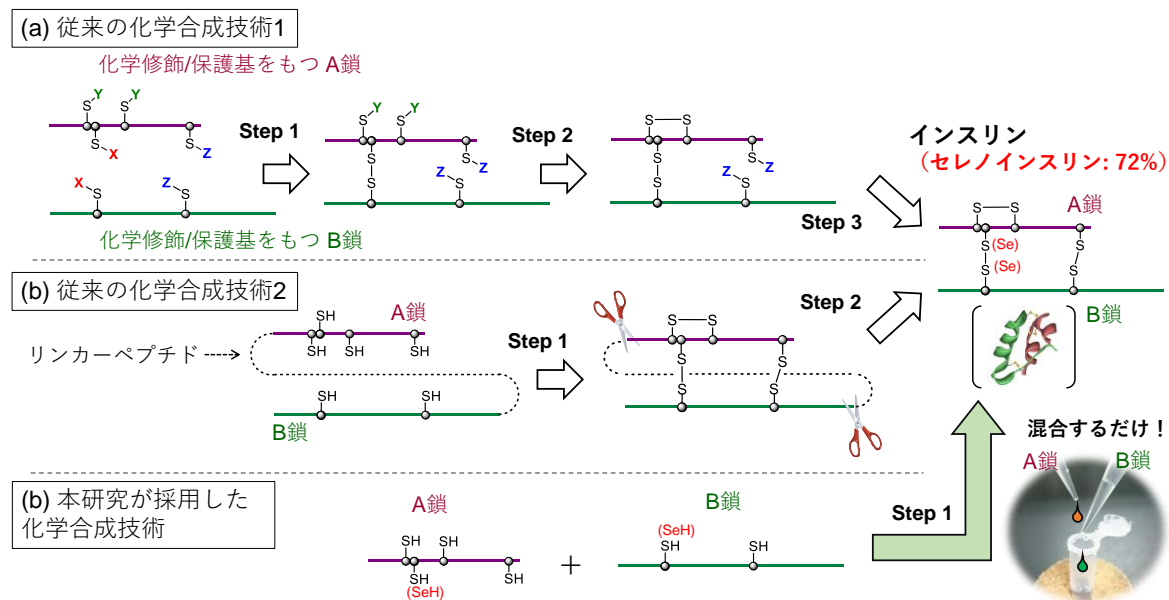 (a) 従来の化学合成技術1
化学修飾/保護基をもつ A鎖
S Y S Y
S X S Z
X S Z S
化学修飾/保護基をもつ B鎖
Step 1
S Y S Y
S S S Z
Z S
Step 2
S S
S S S Z
Z S
Step 3
インスリン
(セレノインスリン: 72%)
S S
A鎖
S (Se) S
S (Se) S
B鎖
(b) 従来の化学合成技術2
リンカーペプチド
SH
A鎖
SH SH SH
SH SH
B鎖
Step 1
S S
S S
S S
Step 2
(b) 本研究が採用した
化学合成技術
A鎖
SH SH
SH SH
(SeH)
+
B鎖
(SeH)
SH SH
Step 1
混合するだけ！
A鎖 B鎖